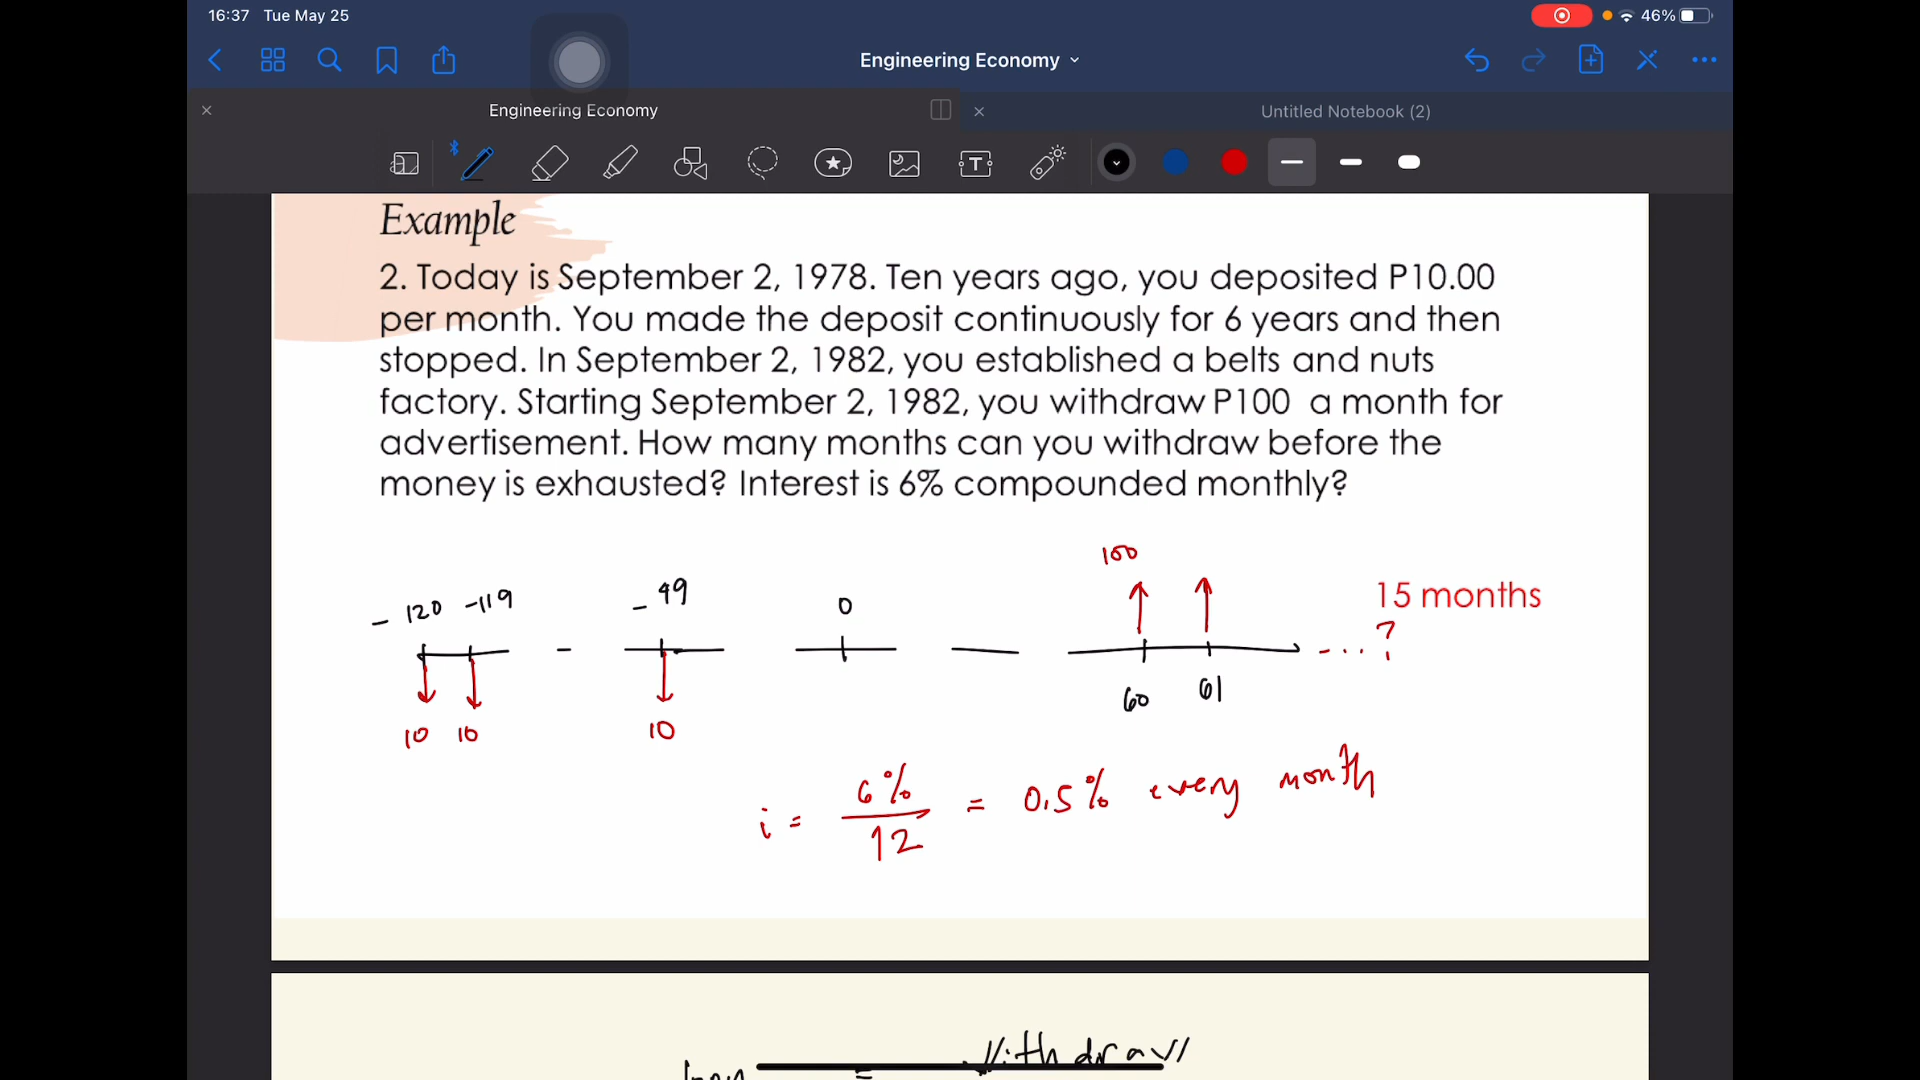 16:37 Tue May 25
46%
Engineering Economy
Engineering Economy
Untitled Notebook (2)
Example
2. Today is September 2, 1978. Ten years ago, you deposited P10.00
per month. You made the deposit continuously for 6 years and then
stopped. In September 2, 1982, you established a belts and nuts
factory. Starting September 2, 1982, you withdraw P100 a month for
advertisement. How many months can you withdraw before the
money is exhausted? Interest is 6% compounded monthly?
100
15 months
-120 -119 -49 0
- ... ?
60 61
10 10 10
i = 6%/12 = 0.5% every month
= Withdraw